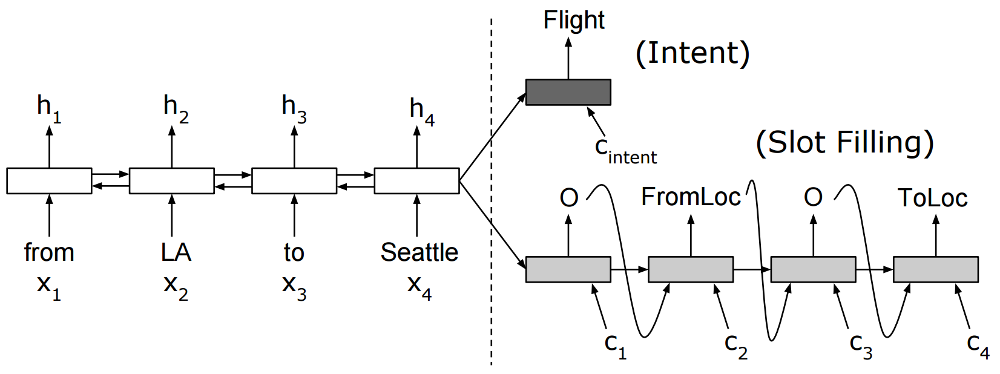 Flight
(Intent)
h1 h2 h3 h4
cintent
(Slot Filling)
O FromLoc O ToLoc
from LA to Seattle
x1 x2 x3 x4
c1 c2 c3 c4